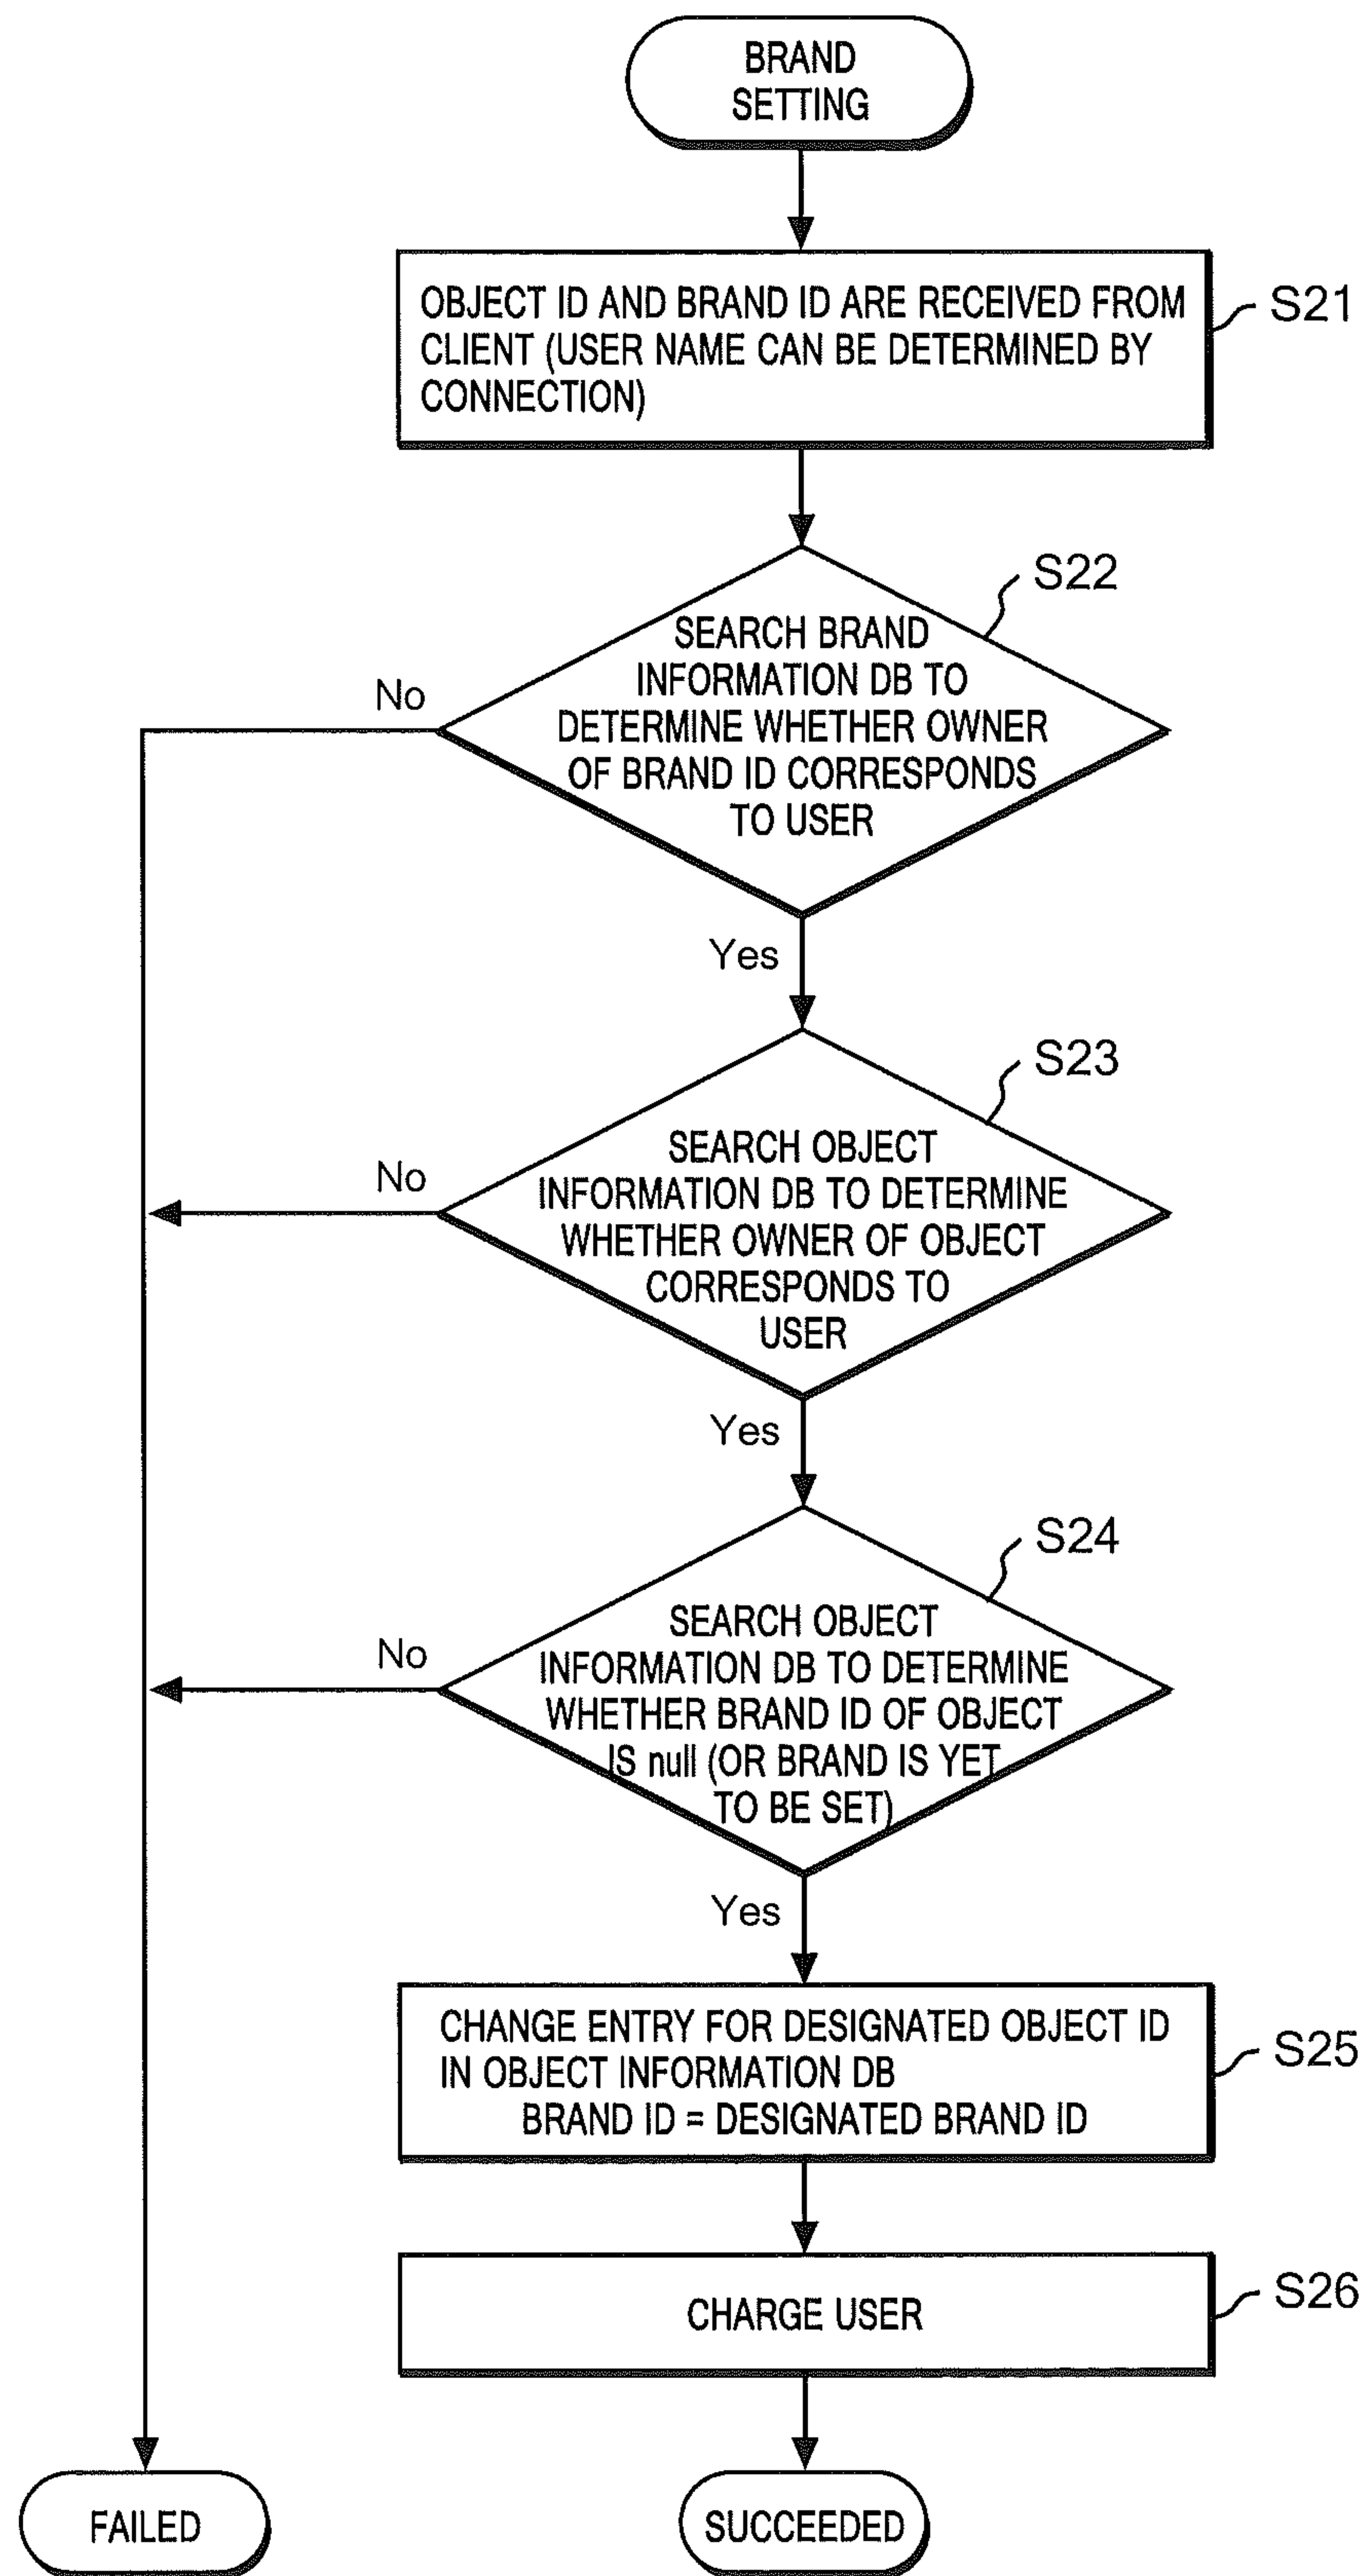 BRAND
SETTING
OBJECT ID AND BRAND ID ARE RECEIVED FROM
CLIENT (USER NAME CAN BE DETERMINED BY
CONNECTION)
S21
S22
SEARCH BRAND
INFORMATION DB TO
DETERMINE WHETHER OWNER
OF BRAND ID CORRESPONDS
TO USER
No
Yes
S23
SEARCH OBJECT
INFORMATION DB TO DETERMINE
WHETHER OWNER OF OBJECT
CORRESPONDS TO
USER
No
Yes
S24
SEARCH OBJECT
INFORMATION DB TO DETERMINE
WHETHER BRAND ID OF OBJECT
IS null (OR BRAND IS YET
TO BE SET)
No
Yes
CHANGE ENTRY FOR DESIGNATED OBJECT ID
IN OBJECT INFORMATION DB
BRAND ID = DESIGNATED BRAND ID
S25
CHARGE USER
S26
FAILED
SUCCEEDED